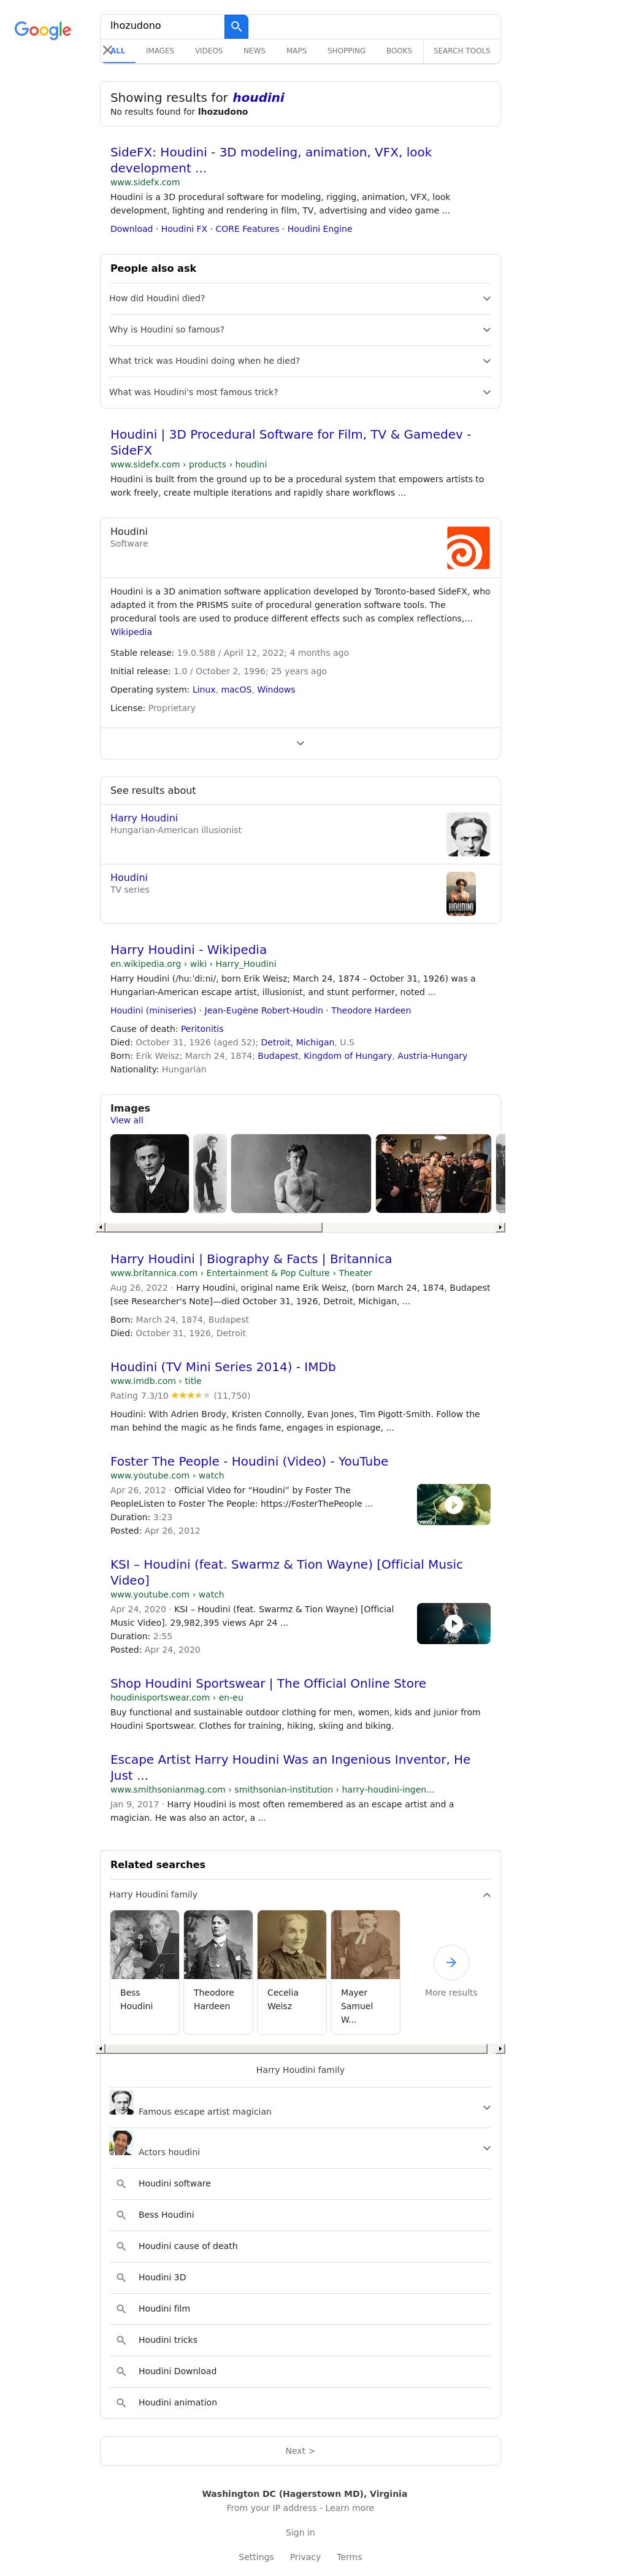 Google
lhozudono
ALL IMAGES VIDEOS NEWS MAPS SHOPPING BOOKS SEARCH TOOLS
Showing results for houdini
No results found for lhozudono
SideFX: Houdini - 3D modeling, animation, VFX, look
development ...
www.sidefx.com
Houdini is a 3D procedural software for modeling, rigging, animation, VFX, look
development, lighting and rendering in film, TV, advertising and video game ...
Download · Houdini FX · CORE Features · Houdini Engine
People also ask
How did Houdini died?
Why is Houdini so famous?
What trick was Houdini doing when he died?
What was Houdini's most famous trick?
Houdini | 3D Procedural Software for Film, TV & Gamedev -
SideFX
www.sidefx.com › products › houdini
Houdini is built from the ground up to be a procedural system that empowers artists to
work freely, create multiple iterations and rapidly share workflows ...
Houdini
Software
Houdini is a 3D animation software application developed by Toronto-based SideFX, who
adapted it from the PRISMS suite of procedural generation software tools. The
procedural tools are used to produce different effects such as complex reflections,...
Wikipedia
Stable release: 19.0.588 / April 12, 2022; 4 months ago
Initial release: 1.0 / October 2, 1996; 25 years ago
Operating system: Linux, macOS, Windows
License: Proprietary
See results about
Harry Houdini
Hungarian-American illusionist
Houdini
TV series
HOUDINI
Harry Houdini - Wikipedia
en.wikipedia.org › wiki › Harry_Houdini
Harry Houdini (/huːˈdiːni/, born Erik Weisz; March 24, 1874 – October 31, 1926) was a
Hungarian-American escape artist, illusionist, and stunt performer, noted ...
Houdini (miniseries) · Jean-Eugène Robert-Houdin · Theodore Hardeen
Cause of death: Peritonitis
Died: October 31, 1926 (aged 52); Detroit, Michigan, U.S
Born: Erik Weisz; March 24, 1874; Budapest, Kingdom of Hungary, Austria-Hungary
Nationality: Hungarian
Images
View all
Harry Houdini | Biography & Facts | Britannica
www.britannica.com › Entertainment & Pop Culture › Theater
Aug 26, 2022 · Harry Houdini, original name Erik Weisz, (born March 24, 1874, Budapest
[see Researcher's Note]—died October 31, 1926, Detroit, Michigan, ...
Born: March 24, 1874, Budapest
Died: October 31, 1926, Detroit
Houdini (TV Mini Series 2014) - IMDb
www.imdb.com › title
Rating 7.3/10 (11,750)
Houdini: With Adrien Brody, Kristen Connolly, Evan Jones, Tim Pigott-Smith. Follow the
man behind the magic as he finds fame, engages in espionage, ...
Foster The People - Houdini (Video) - YouTube
www.youtube.com › watch
Apr 26, 2012 · Official Video for “Houdini” by Foster The
PeopleListen to Foster The People: https://FosterThePeople ...
Duration: 3:23
Posted: Apr 26, 2012
vevo
KSI – Houdini (feat. Swarmz & Tion Wayne) [Official Music
Video]
www.youtube.com › watch
Apr 24, 2020 · KSI – Houdini (feat. Swarmz & Tion Wayne) [Official
Music Video]. 29,982,395 views Apr 24 ...
Duration: 2:55
Posted: Apr 24, 2020
Shop Houdini Sportswear | The Official Online Store
houdinisportswear.com › en-eu
Buy functional and sustainable outdoor clothing for men, women, kids and junior from
Houdini Sportswear. Clothes for training, hiking, skiing and biking.
Escape Artist Harry Houdini Was an Ingenious Inventor, He
Just ...
www.smithsonianmag.com › smithsonian-institution › harry-houdini-ingen...
Jan 9, 2017 · Harry Houdini is most often remembered as an escape artist and a
magician. He was also an actor, a ...
Related searches
Harry Houdini family
Bess
Houdini
Theodore
Hardeen
Cecelia
Weisz
Mayer
Samuel
W...
More results
Harry Houdini family
Famous escape artist magician
Actors houdini
Houdini software
Bess Houdini
Houdini cause of death
Houdini 3D
Houdini film
Houdini tricks
Houdini Download
Houdini animation
Next >
Washington DC (Hagerstown MD), Virginia
From your IP address - Learn more
Sign in
Settings Privacy Terms